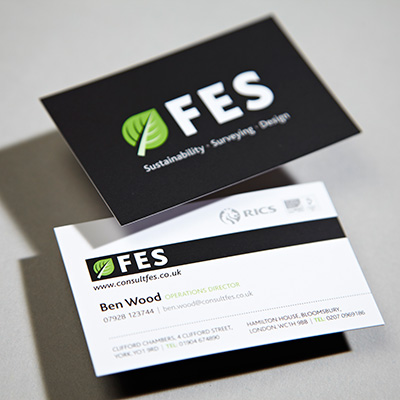 FES
Sustainability · Surveying · Design
RICS
FES
www.consultfes.co.uk
Ben Wood OPERATIONS DIRECTOR
07928 123744 | ben.wood@consultfes.co.uk
CLIFFORD CHAMBERS, 4 CLIFFORD STREET,
YORK YO1 9RD | TEL: 01904 674890
HAMILTON HOUSE, BLOOMSBURY,
LONDON WC1H 9BB | TEL: 0207 0969186